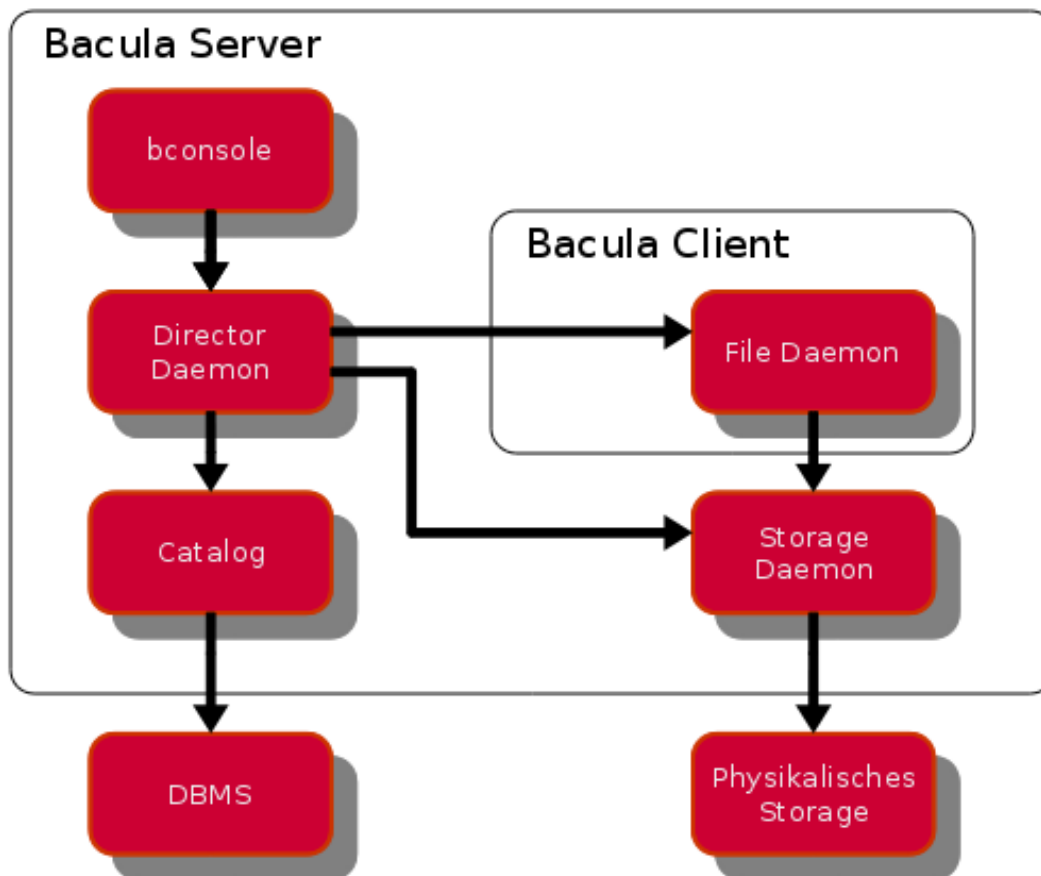 Bacula Server
bconsole
Bacula Client
Director
Daemon
File Daemon
Catalog
Storage
Daemon
DBMS
Physikalisches
Storage